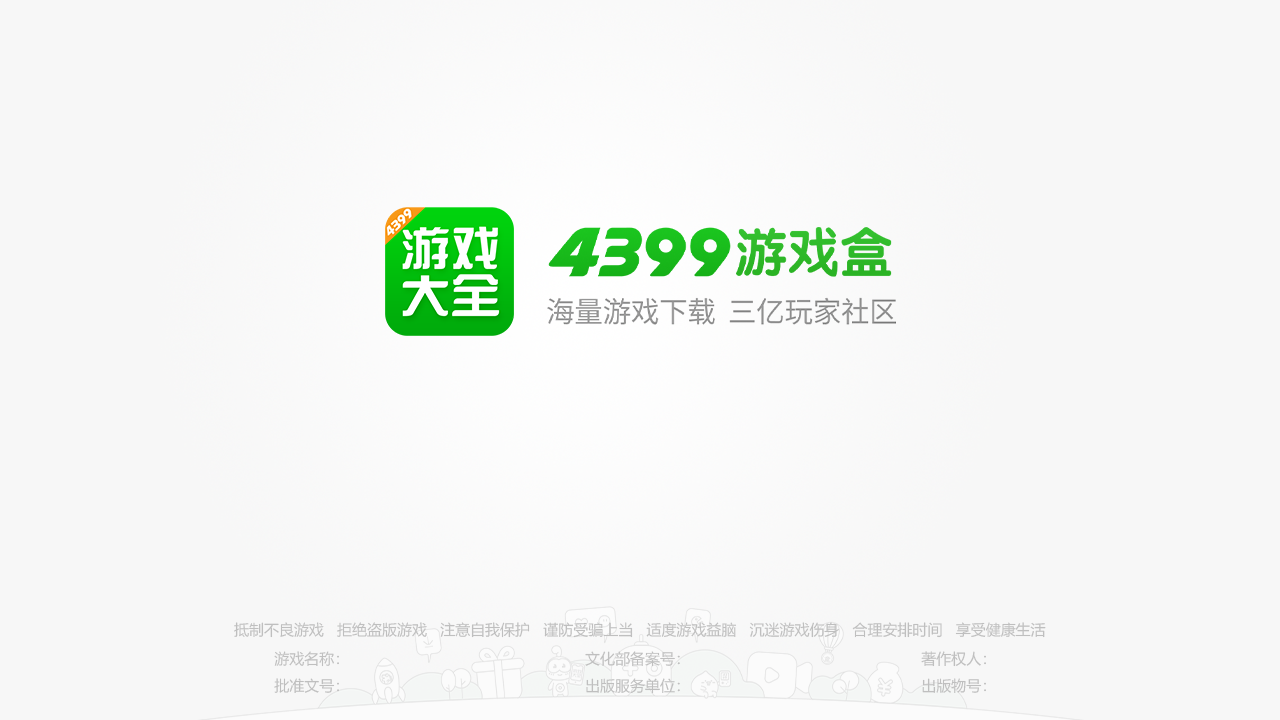 4399
游戏
大全
4399游戏盒
海量游戏下载 三亿玩家社区
抵制不良游戏 拒绝盗版游戏 注意自我保护 谨防受骗上当 适度游戏益脑 沉迷游戏伤身 合理安排时间 享受健康生活
游戏名称： 文化部备案号： 著作权人：
批准文号： 出版服务单位： 出版物号：